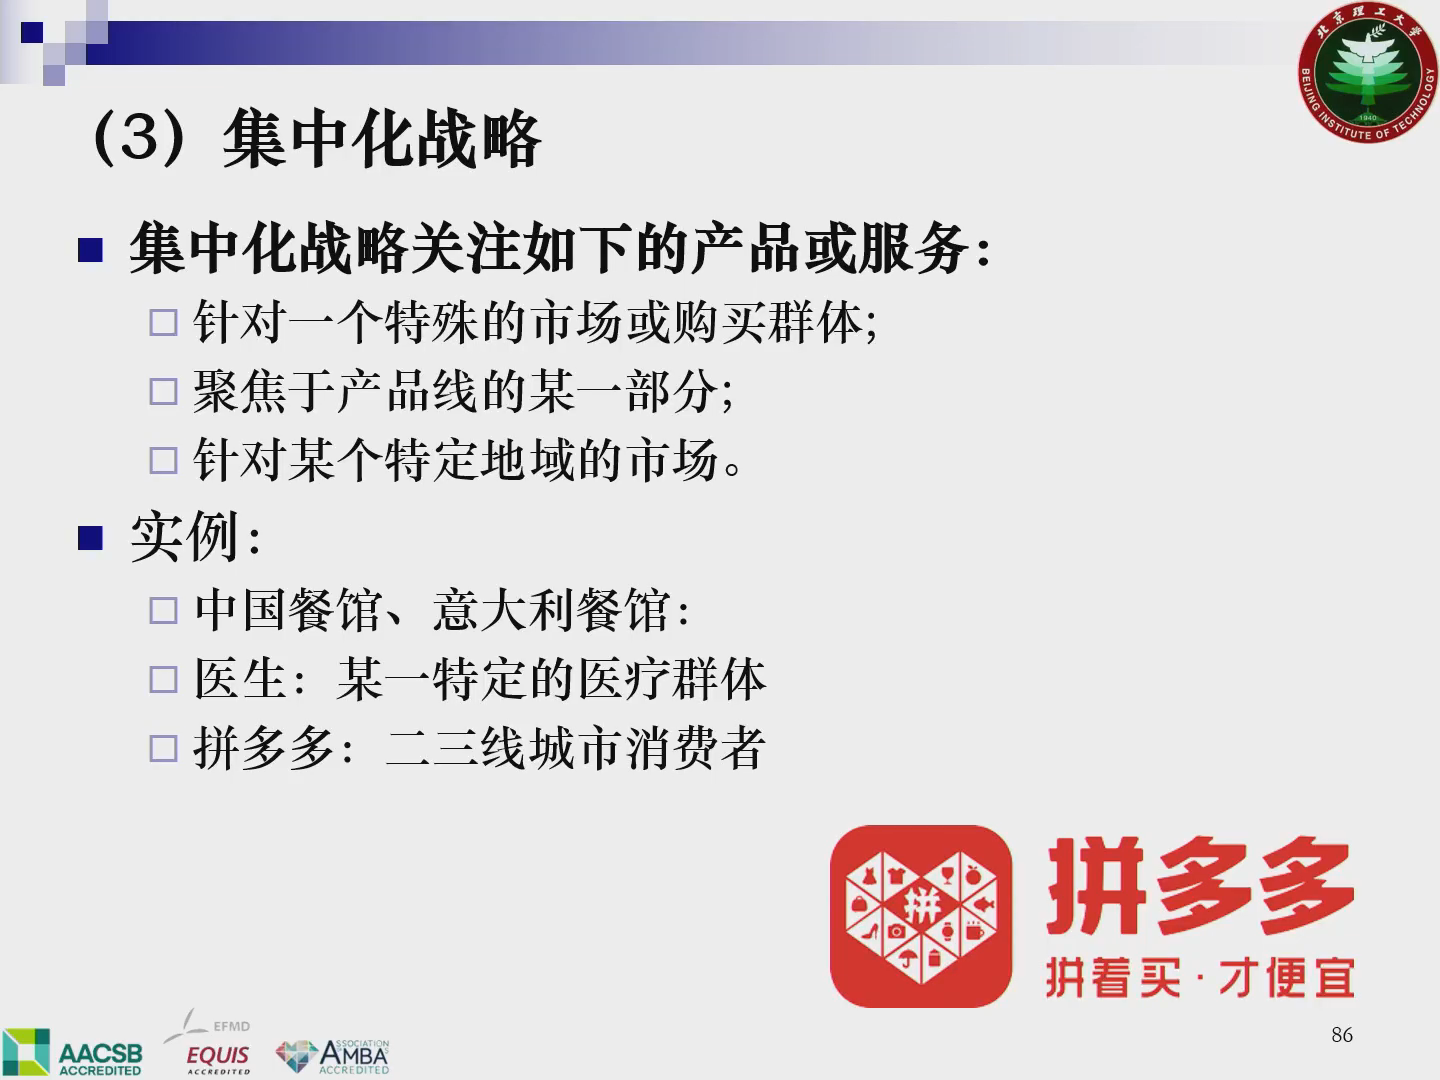 北京理工大学
BEIJING INSTITUTE OF TECHNOLOGY
1940
（3）集中化战略
集中化战略关注如下的产品或服务：
针对一个特殊的市场或购买群体；
聚焦于产品线的某一部分；
针对某个特定地域的市场。
实例：
中国餐馆、意大利餐馆：
医生：某一特定的医疗群体
拼多多：二三线城市消费者
拼
拼多多
拼着买·才便宜
AACSB
ACCREDITED
EFMD
EQUIS
ACCREDITED
ASSOCIATION
AMBA's
ACCREDITED
86